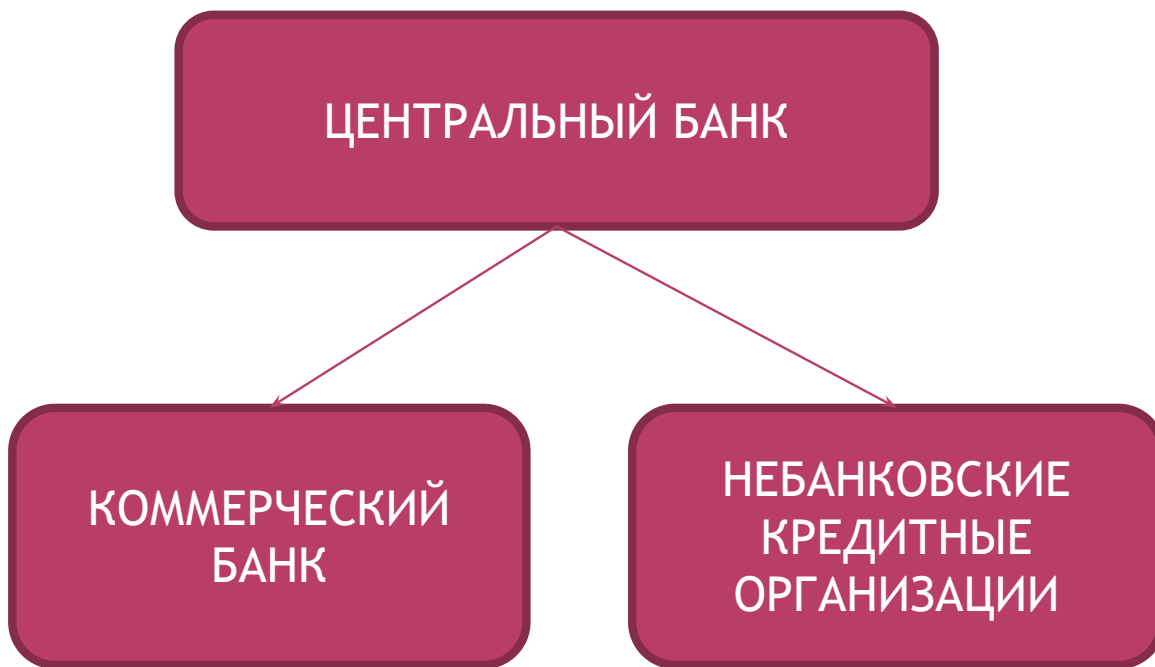 ЦЕНТРАЛЬНЫЙ БАНК
КОММЕРЧЕСКИЙ
БАНК
НЕБАНКОВСКИЕ
КРЕДИТНЫЕ
ОРГАНИЗАЦИИ